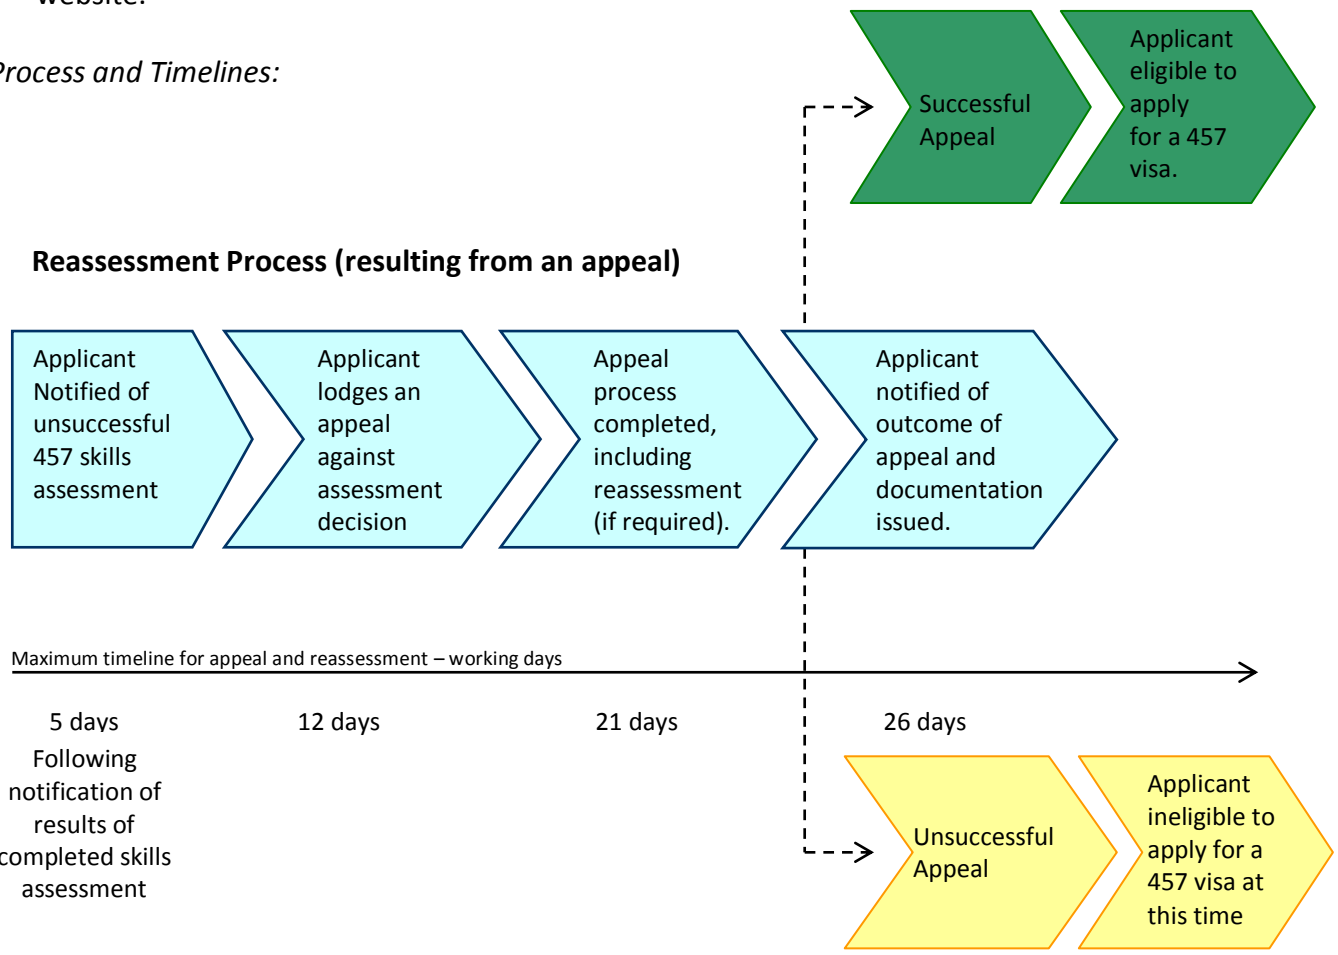 website.
Process and Timelines:
Successful
Appeal
Applicant
eligible to
apply
for a 457
visa.
Reassessment Process (resulting from an appeal)
Applicant
Notified of
unsuccessful
457 skills
assessment
Applicant
lodges an
appeal
against
assessment
decision
Appeal
process
completed,
including
reassessment
(if required).
Applicant
notified of
outcome of
appeal and
documentation
issued.
Maximum timeline for appeal and reassessment – working days
5 days
12 days
21 days
26 days
Following
notification of
results of
completed skills
assessment
Unsuccessful
Appeal
Applicant
ineligible to
apply for a
457 visa at
this time